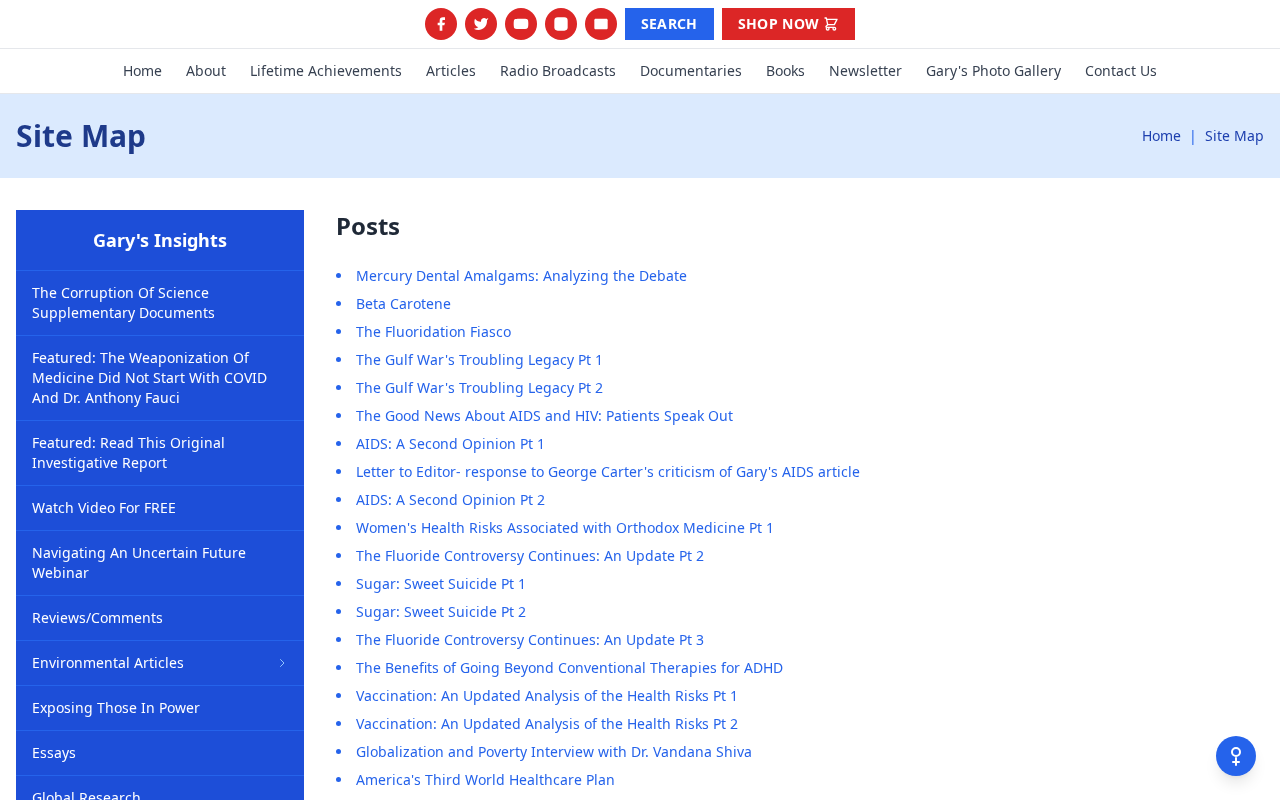 SEARCH
SHOP NOW
Home
About
Lifetime Achievements
Articles
Radio Broadcasts
Documentaries
Books
Newsletter
Gary's Photo Gallery
Contact Us
Site Map
Home | Site Map
Gary's Insights
The Corruption Of Science
Supplementary Documents
Featured: The Weaponization Of
Medicine Did Not Start With COVID
And Dr. Anthony Fauci
Featured: Read This Original
Investigative Report
Watch Video For FREE
Navigating An Uncertain Future
Webinar
Reviews/Comments
Environmental Articles
Exposing Those In Power
Essays
Global Research
Posts
Mercury Dental Amalgams: Analyzing the Debate
Beta Carotene
The Fluoridation Fiasco
The Gulf War's Troubling Legacy Pt 1
The Gulf War's Troubling Legacy Pt 2
The Good News About AIDS and HIV: Patients Speak Out
AIDS: A Second Opinion Pt 1
Letter to Editor- response to George Carter's criticism of Gary's AIDS article
AIDS: A Second Opinion Pt 2
Women's Health Risks Associated with Orthodox Medicine Pt 1
The Fluoride Controversy Continues: An Update Pt 2
Sugar: Sweet Suicide Pt 1
Sugar: Sweet Suicide Pt 2
The Fluoride Controversy Continues: An Update Pt 3
The Benefits of Going Beyond Conventional Therapies for ADHD
Vaccination: An Updated Analysis of the Health Risks Pt 1
Vaccination: An Updated Analysis of the Health Risks Pt 2
Globalization and Poverty Interview with Dr. Vandana Shiva
America's Third World Healthcare Plan